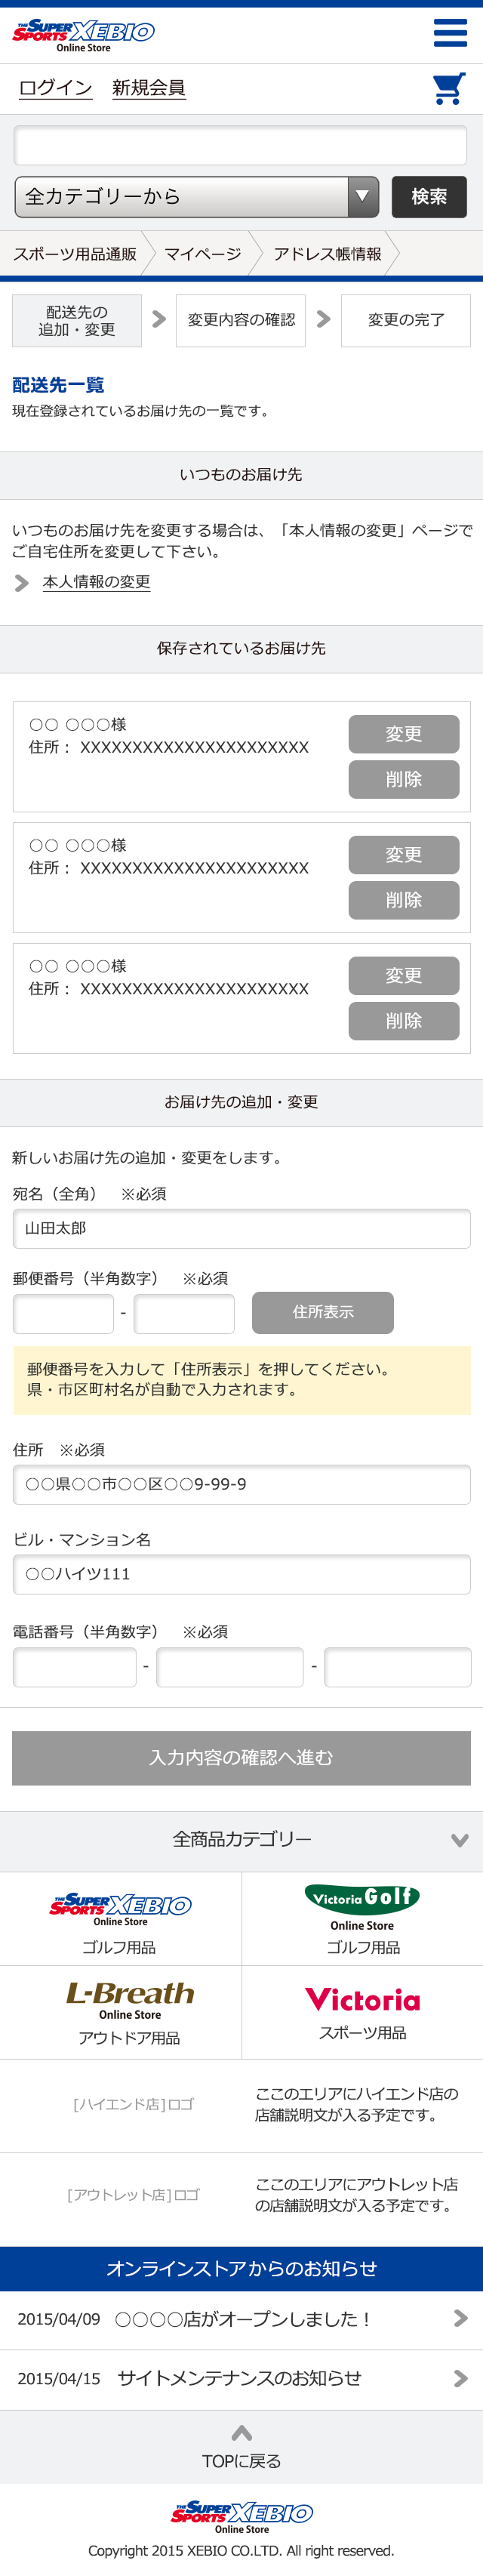 THE SUPER SPORTS XEBIO
Online Store
ログイン 新規会員
全カテゴリーから 検索
スポーツ用品通販 マイページ アドレス帳情報
配送先の
追加・変更
変更内容の確認
変更の完了
配送先一覧
現在登録されているお届け先の一覧です。
いつものお届け先
いつものお届け先を変更する場合は、「本人情報の変更」ページで
ご自宅住所を変更して下さい。
本人情報の変更
保存されているお届け先
○○ ○○○様
住所： XXXXXXXXXXXXXXXXXXXXXX
変更
削除
○○ ○○○様
住所： XXXXXXXXXXXXXXXXXXXXXX
変更
削除
○○ ○○○様
住所： XXXXXXXXXXXXXXXXXXXXXX
変更
削除
お届け先の追加・変更
新しいお届け先の追加・変更をします。
宛名（全角） ※必須
山田太郎
郵便番号（半角数字） ※必須
- 住所表示
郵便番号を入力して「住所表示」を押してください。
県・市区町村名が自動で入力されます。
住所 ※必須
○○県○○市○○区○○9-99-9
ビル・マンション名
○○ハイツ111
電話番号（半角数字） ※必須
- -
入力内容の確認へ進む
全商品カテゴリー
THE SUPER SPORTS XEBIO
Online Store
ゴルフ用品
Victoria Golf
Online Store
ゴルフ用品
L-Breath
Online Store
アウトドア用品
Victoria
スポーツ用品
[ハイエンド店]ロゴ
ここのエリアにハイエンド店の
店舗説明文が入る予定です。
[アウトレット店]ロゴ
ここのエリアにアウトレット店
の店舗説明文が入る予定です。
オンラインストアからのお知らせ
2015/04/09 ○○○○店がオープンしました！
2015/04/15 サイトメンテナンスのお知らせ
TOPに戻る
THE SUPER SPORTS XEBIO
Online Store
Copyright 2015 XEBIO CO.LTD. All right reserved.